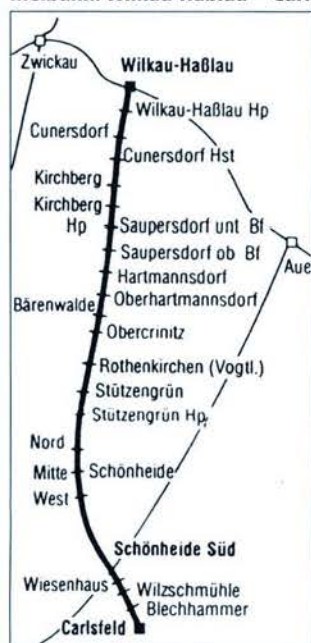 Zwickau
Wilkau-Haßlau
Wilkau-Haßlau Hp
Cunersdorf
Cunersdorf Hst
Kirchberg
Kirchberg
Hp
Saupersdorf unt Bf
Saupersdorf ob Bf
Aue
Hartmannsdorf
Oberhartmannsdorf
Bärenwalde
Obercrinitz
Rothenkirchen (Vogtl.)
Stützengrün
Stützengrün Hp
Nord
Mitte
Schönheide
West
Schönheide Süd
Wiesenhaus
Wilzschmühle
Blechhammer
Carlsfeld